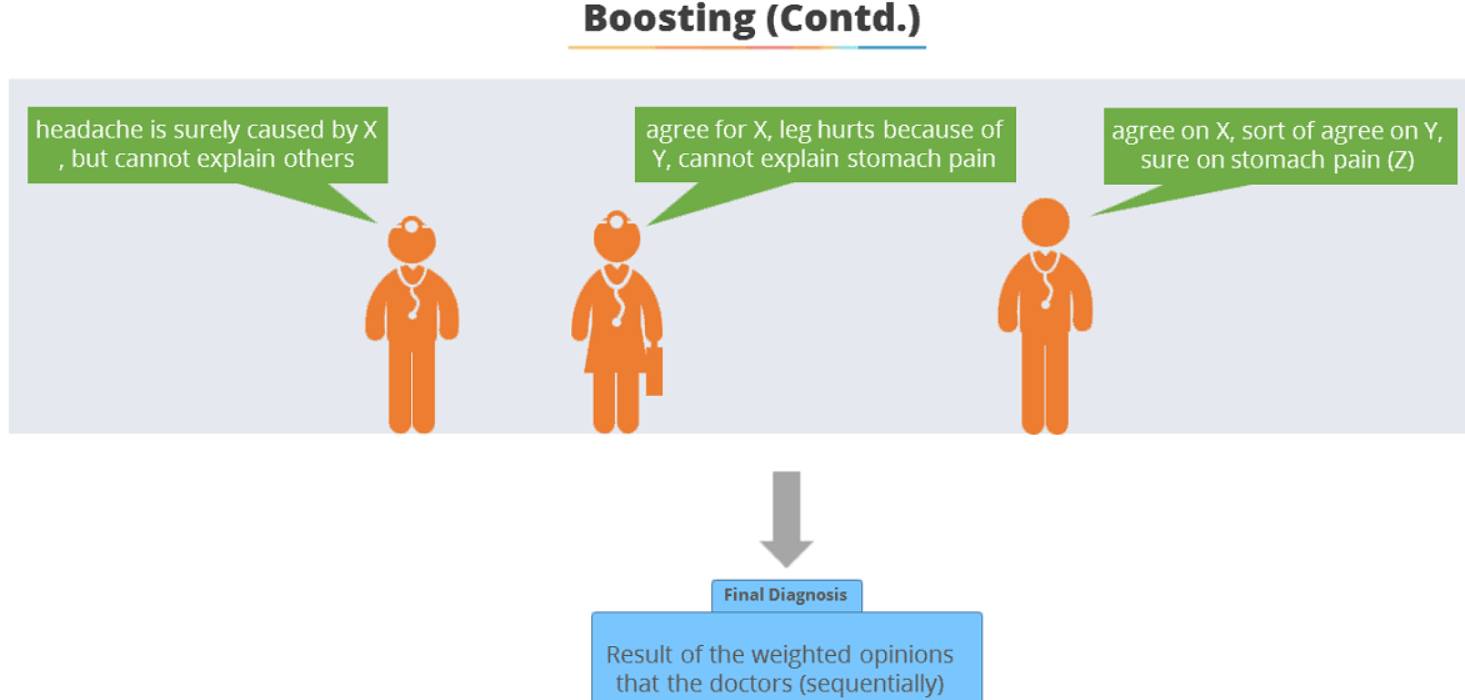 Boosting (Contd.)
headache is surely caused by X
, but cannot explain others
agree for X, leg hurts because of
Y, cannot explain stomach pain
agree on X, sort of agree on Y,
sure on stomach pain (Z)
Final Diagnosis
Result of the weighted opinions
that the doctors (sequentially)